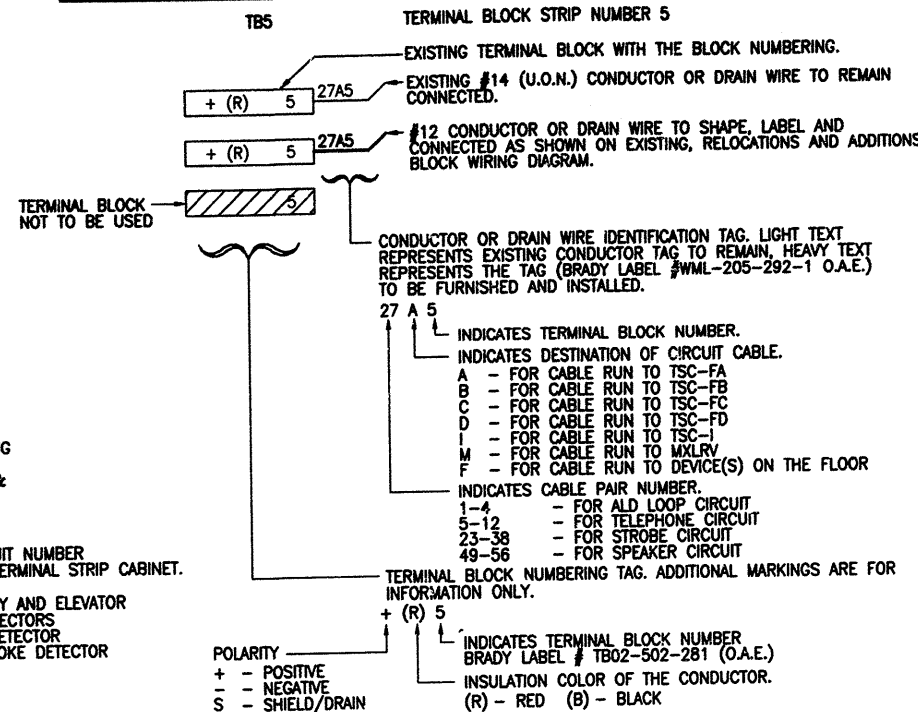 TB5 TERMINAL BLOCK STRIP NUMBER 5
EXISTING TERMINAL BLOCK WITH THE BLOCK NUMBERING.
+ (R) 5 27A5
EXISTING #14 (U.O.N.) CONDUCTOR OR DRAIN WIRE TO REMAIN
CONNECTED.
+ (R) 5 27A5
#12 CONDUCTOR OR DRAIN WIRE TO SHAPE, LABEL AND
CONNECTED AS SHOWN ON EXISTING, RELOCATIONS AND ADDITIONS
BLOCK WIRING DIAGRAM.
TERMINAL BLOCK
NOT TO BE USED
5
CONDUCTOR OR DRAIN WIRE IDENTIFICATION TAG. LIGHT TEXT
REPRESENTS EXISTING CONDUCTOR TAG TO REMAIN, HEAVY TEXT
REPRESENTS THE TAG (BRADY LABEL #WML-205-292-1 O.A.E.)
TO BE FURNISHED AND INSTALLED.
27 A 5
INDICATES TERMINAL BLOCK NUMBER.
INDICATES DESTINATION OF CIRCUIT CABLE.
A - FOR CABLE RUN TO TSC-FA
B - FOR CABLE RUN TO TSC-FB
C - FOR CABLE RUN TO TSC-FC
D - FOR CABLE RUN TO TSC-FD
I - FOR CABLE RUN TO TSC-I
M - FOR CABLE RUN TO MXLRV
F - FOR CABLE RUN TO DEVICE(S) ON THE FLOOR
INDICATES CABLE PAIR NUMBER.
1-4 - FOR ALD LOOP CIRCUIT
5-12 - FOR TELEPHONE CIRCUIT
23-38 - FOR STROBE CIRCUIT
49-56 - FOR SPEAKER CIRCUIT
TERMINAL BLOCK NUMBERING TAG. ADDITIONAL MARKINGS ARE FOR
INFORMATION ONLY.
+ (R) 5
INDICATES TERMINAL BLOCK NUMBER
BRADY LABEL # TB02-502-281 (O.A.E.)
INSULATION COLOR OF THE CONDUCTOR.
(R) - RED (B) - BLACK
POLARITY
+ - POSITIVE
- - NEGATIVE
S - SHIELD/DRAIN
G
&
UIT NUMBER
ERMINAL STRIP CABINET.
Y AND ELEVATOR
ECTORS
ETECTOR
OKE DETECTOR